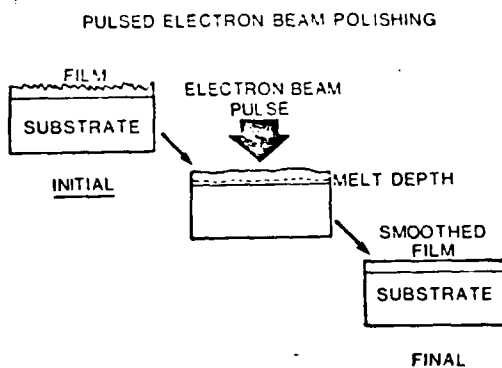 PULSED ELECTRON BEAM POLISHING
FILM
SUBSTRATE
INITIAL
ELECTRON BEAM
PULSE
MELT DEPTH
SMOOTHED
FILM
SUBSTRATE
FINAL